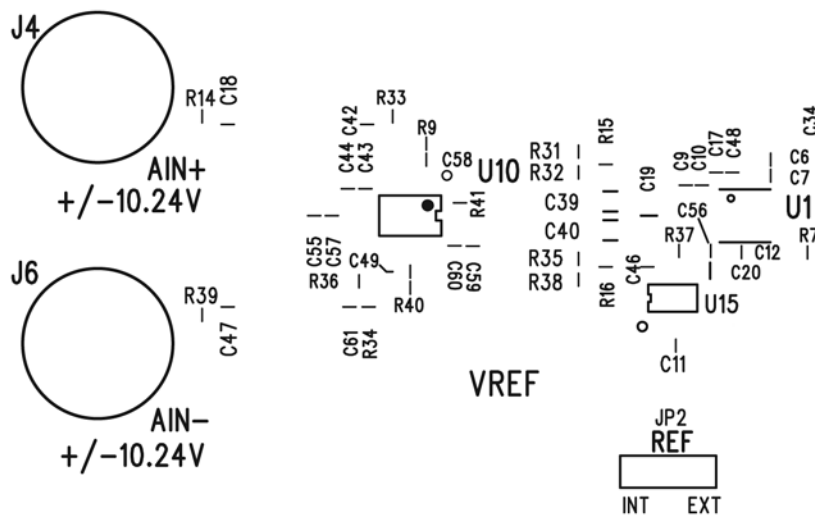 J4
R14
C18
AIN+
+/-10.24V
J6
R39
C47
AIN-
+/-10.24V
C42
R33
R9
C44
C43
C58
U10
R41
C55
C57
C49
R36
R40
C60
C59
C61
R34
R31
R32
R15
C39
C40
C19
R35
R38
R16
C46
C9
C10
C17
C48
C34
C6
C7
C56
U1
R37
C12
C20
R7
U15
C11
VREF
JP2
REF
INT EXT